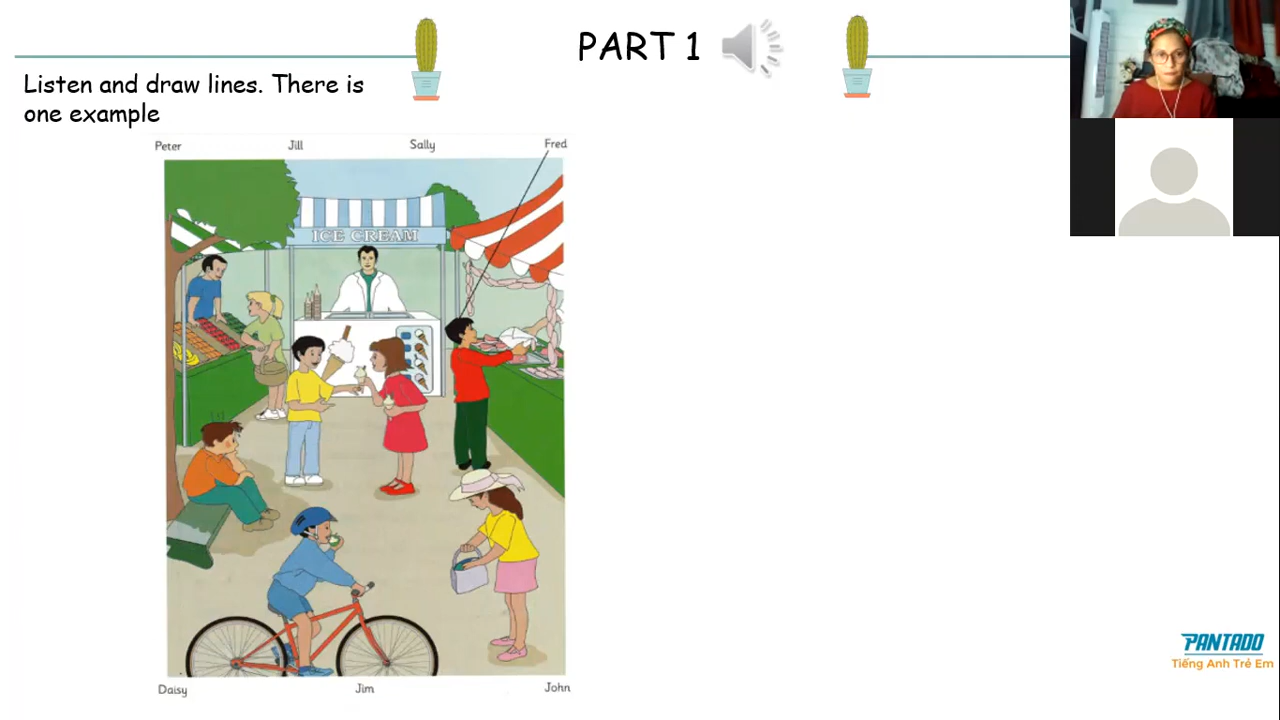 PART 1
Listen and draw lines. There is
one example
Peter Jill Sally Fred
ICE CREAM
Daisy Jim John
PANTADO
Tiếng Anh Trẻ Em